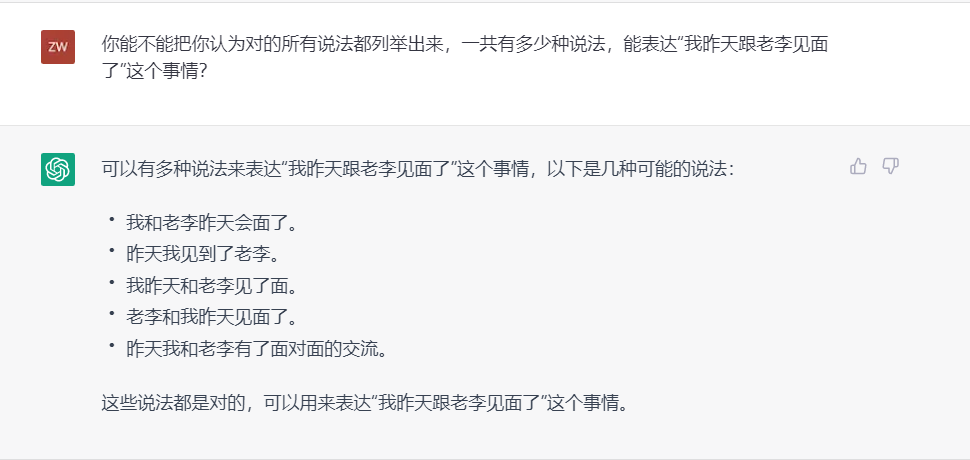 ZW
你能不能把你认为对的所有说法都列举出来，一共有多少种说法，能表达“我昨天跟老李见面
了”这个事情？
可以有多种说法来表达“我昨天跟老李见面了”这个事情，以下是几种可能的说法：
• 我和老李昨天会面了。
• 昨天我见到了老李。
• 我昨天和老李见了面。
• 老李和我昨天见面了。
• 昨天我和老李有了面对面的交流。
这些说法都是对的，可以用来表达“我昨天跟老李见面了”这个事情。